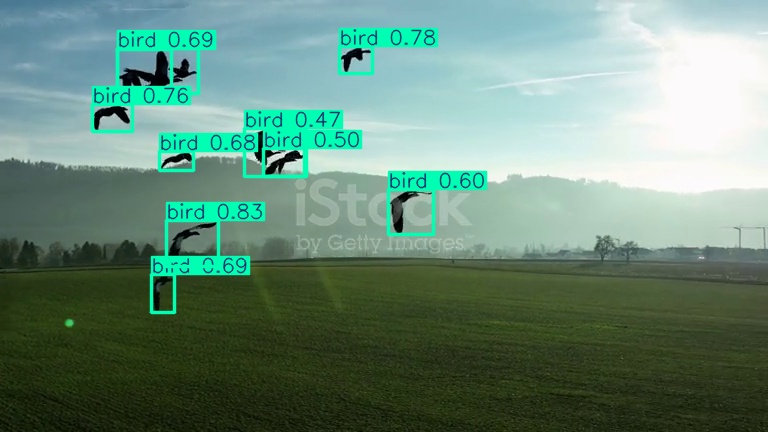 bird 0.69
bird 0.78
bird 0.76
bird 0.47
bird 0.68
bird 0.50
bird 0.60
bird 0.83
bird 0.69
iStock
by Getty Images™